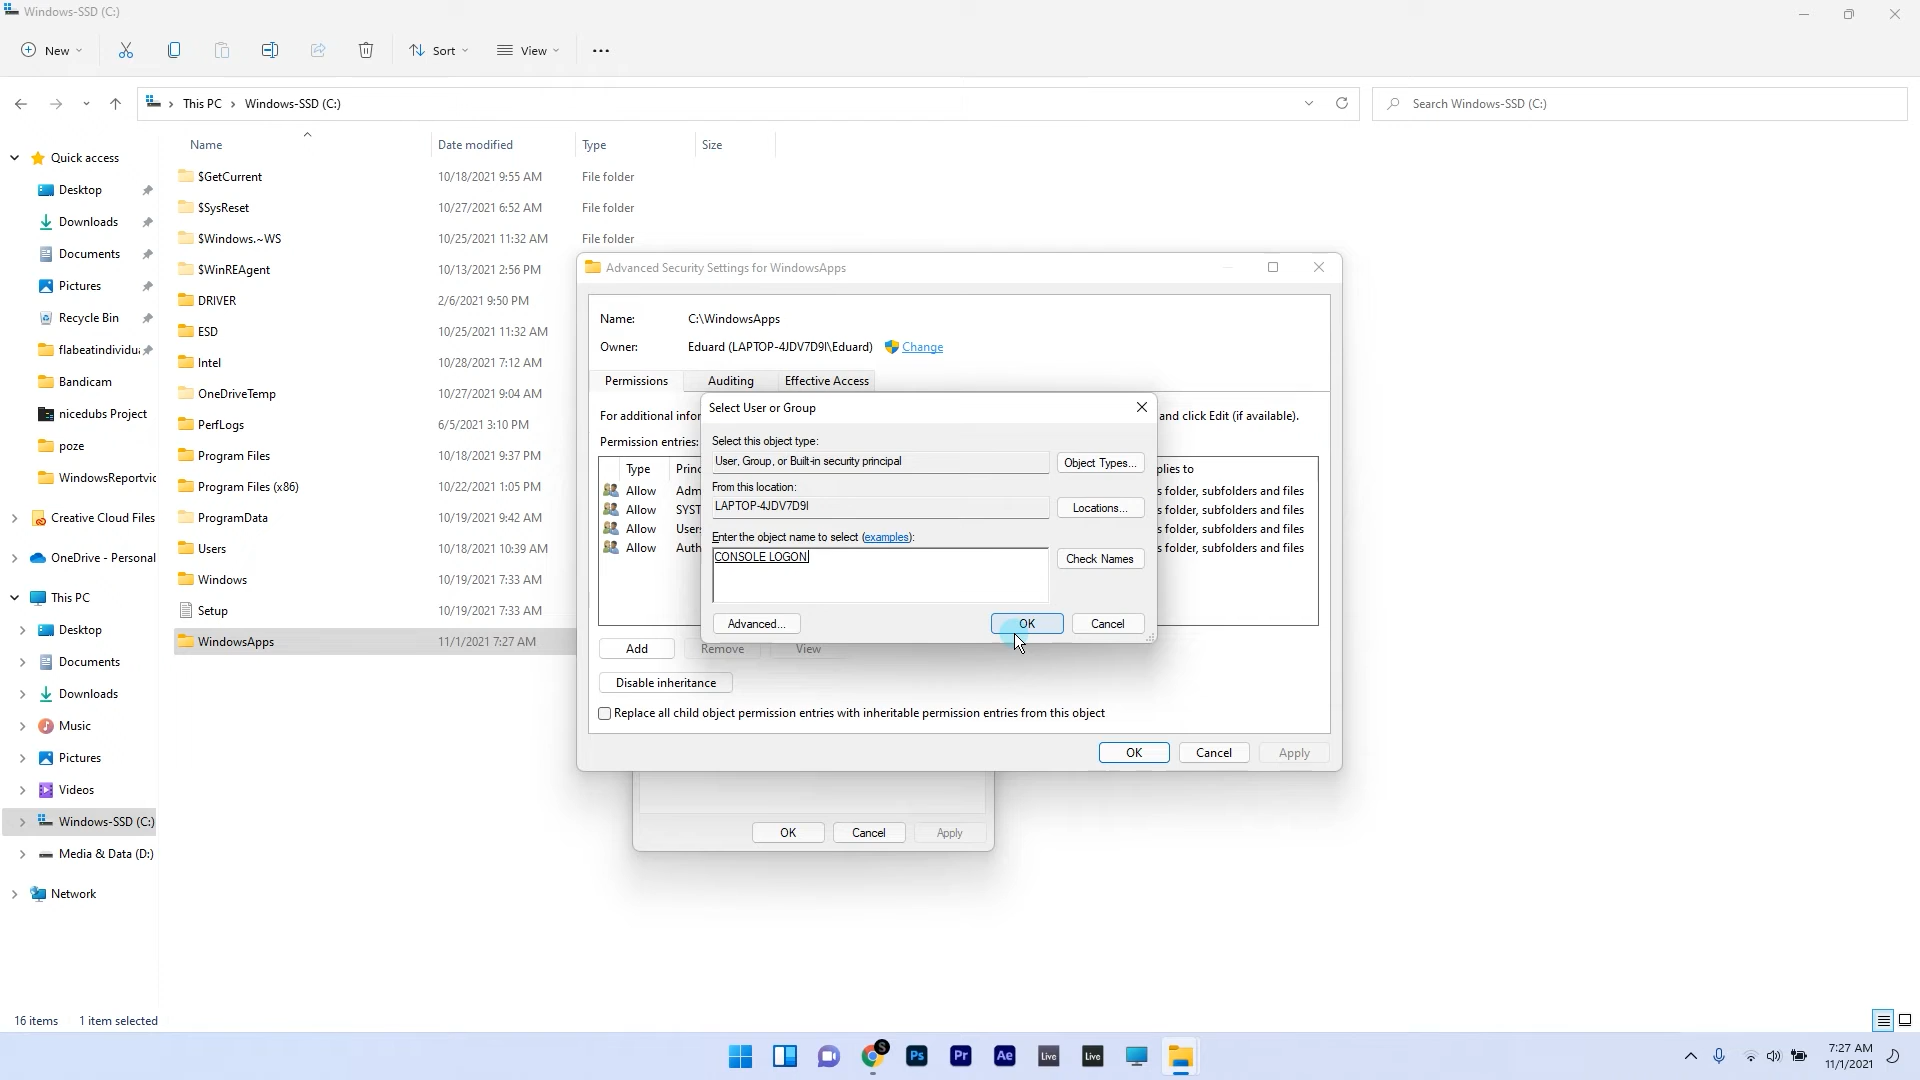 Windows-SSD (C:)
New
Sort
View
This PC > Windows-SSD (C:)
Search Windows-SSD (C:)
Name Date modified Type Size
Quick access
Desktop
Downloads
Documents
Pictures
Recycle Bin
flabeatindividu
Bandicam
nicedubs Project
poze
WindowsReportvic
Creative Cloud Files
OneDrive - Personal
This PC
Desktop
Documents
Downloads
Music
Pictures
Videos
Windows-SSD (C:)
Media & Data (D:)
Network
$GetCurrent 10/18/2021 9:55 AM File folder
$SysReset 10/27/2021 6:52 AM File folder
$Windows.~WS 10/25/2021 11:32 AM File folder
$WinREAgent 10/13/2021 2:56 PM
DRIVER 2/6/2021 9:50 PM
ESD 10/25/2021 11:32 AM
Intel 10/28/2021 7:12 AM
OneDriveTemp 10/27/2021 9:04 AM
PerfLogs 6/5/2021 3:10 PM
Program Files 10/18/2021 9:37 PM
Program Files (x86) 10/22/2021 1:05 PM
ProgramData 10/19/2021 9:42 AM
Users 10/18/2021 10:39 AM
Windows 10/19/2021 7:33 AM
Setup 10/19/2021 7:33 AM
WindowsApps 11/1/2021 7:27 AM
Advanced Security Settings for WindowsApps
Name: C:\WindowsApps
Owner: Eduard (LAPTOP-4JDV7D9I\Eduard) Change
Permissions Auditing Effective Access
For additional infor and click Edit (if available).
Permission entries:
Type Princ plies to
Allow Adm s folder, subfolders and files
Allow SYST s folder, subfolders and files
Allow Users s folder, subfolders and files
Allow Auth s folder, subfolders and files
Select User or Group
Select this object type:
User, Group, or Built-in security principal Object Types...
From this location:
LAPTOP-4JDV7D9I Locations...
Enter the object name to select (examples):
CONSOLE LOGON Check Names
Advanced... OK Cancel
Add Remove View
Disable inheritance
Replace all child object permission entries with inheritable permission entries from this object
OK Cancel Apply
OK Cancel Apply
16 items 1 item selected
S
Ps
Pr
Ae
Live
Live
7:27 AM
11/1/2021